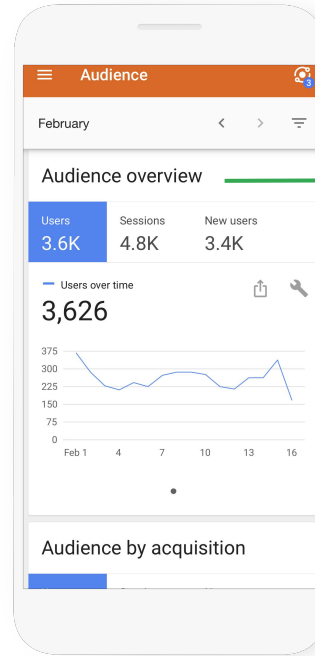 Audience
3
February
Audience overview
Users Sessions New users
3.6K 4.8K 3.4K
Users over time
3,626
375
300
225
150
75
0
Feb 1 4 7 10 13 16
Audience by acquisition